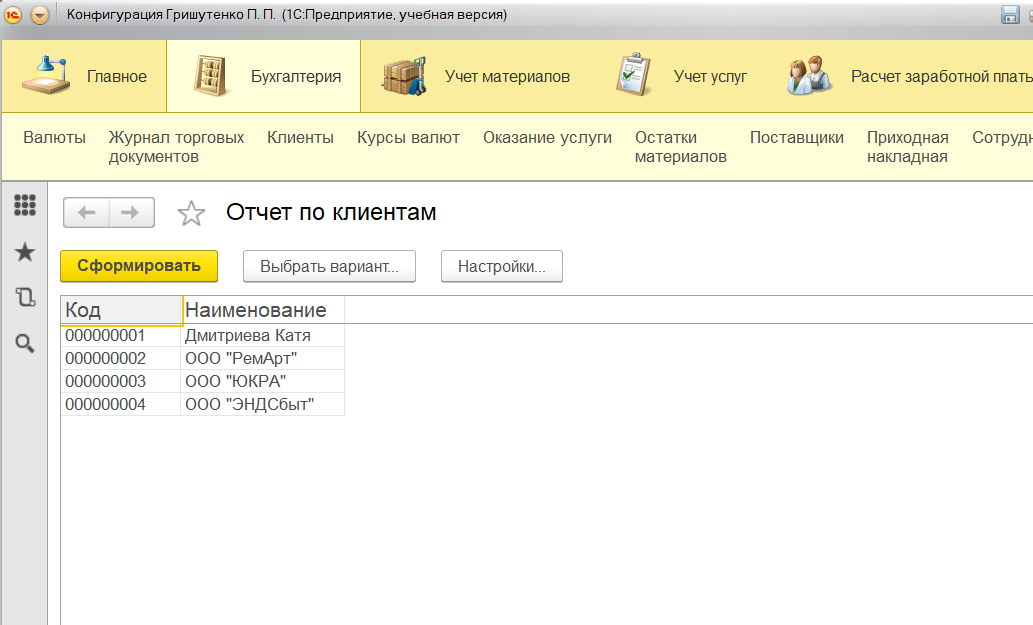 Конфигурация Гришутенко П. П. (1С:Предприятие, учебная версия)
Главное
Бухгалтерия
Учет материалов
Учет услуг
Расчет заработной плать
Валюты
Журнал торговых
документов
Клиенты
Курсы валют
Оказание услуги
Остатки
материалов
Поставщики
Приходная
накладная
Сотрудн
Отчет по клиентам
Сформировать
Выбрать вариант...
Настройки...
Код Наименование
000000001 Дмитриева Катя
000000002 ООО "РемАрт"
000000003 ООО "ЮКРА"
000000004 ООО "ЭНДСбыт"